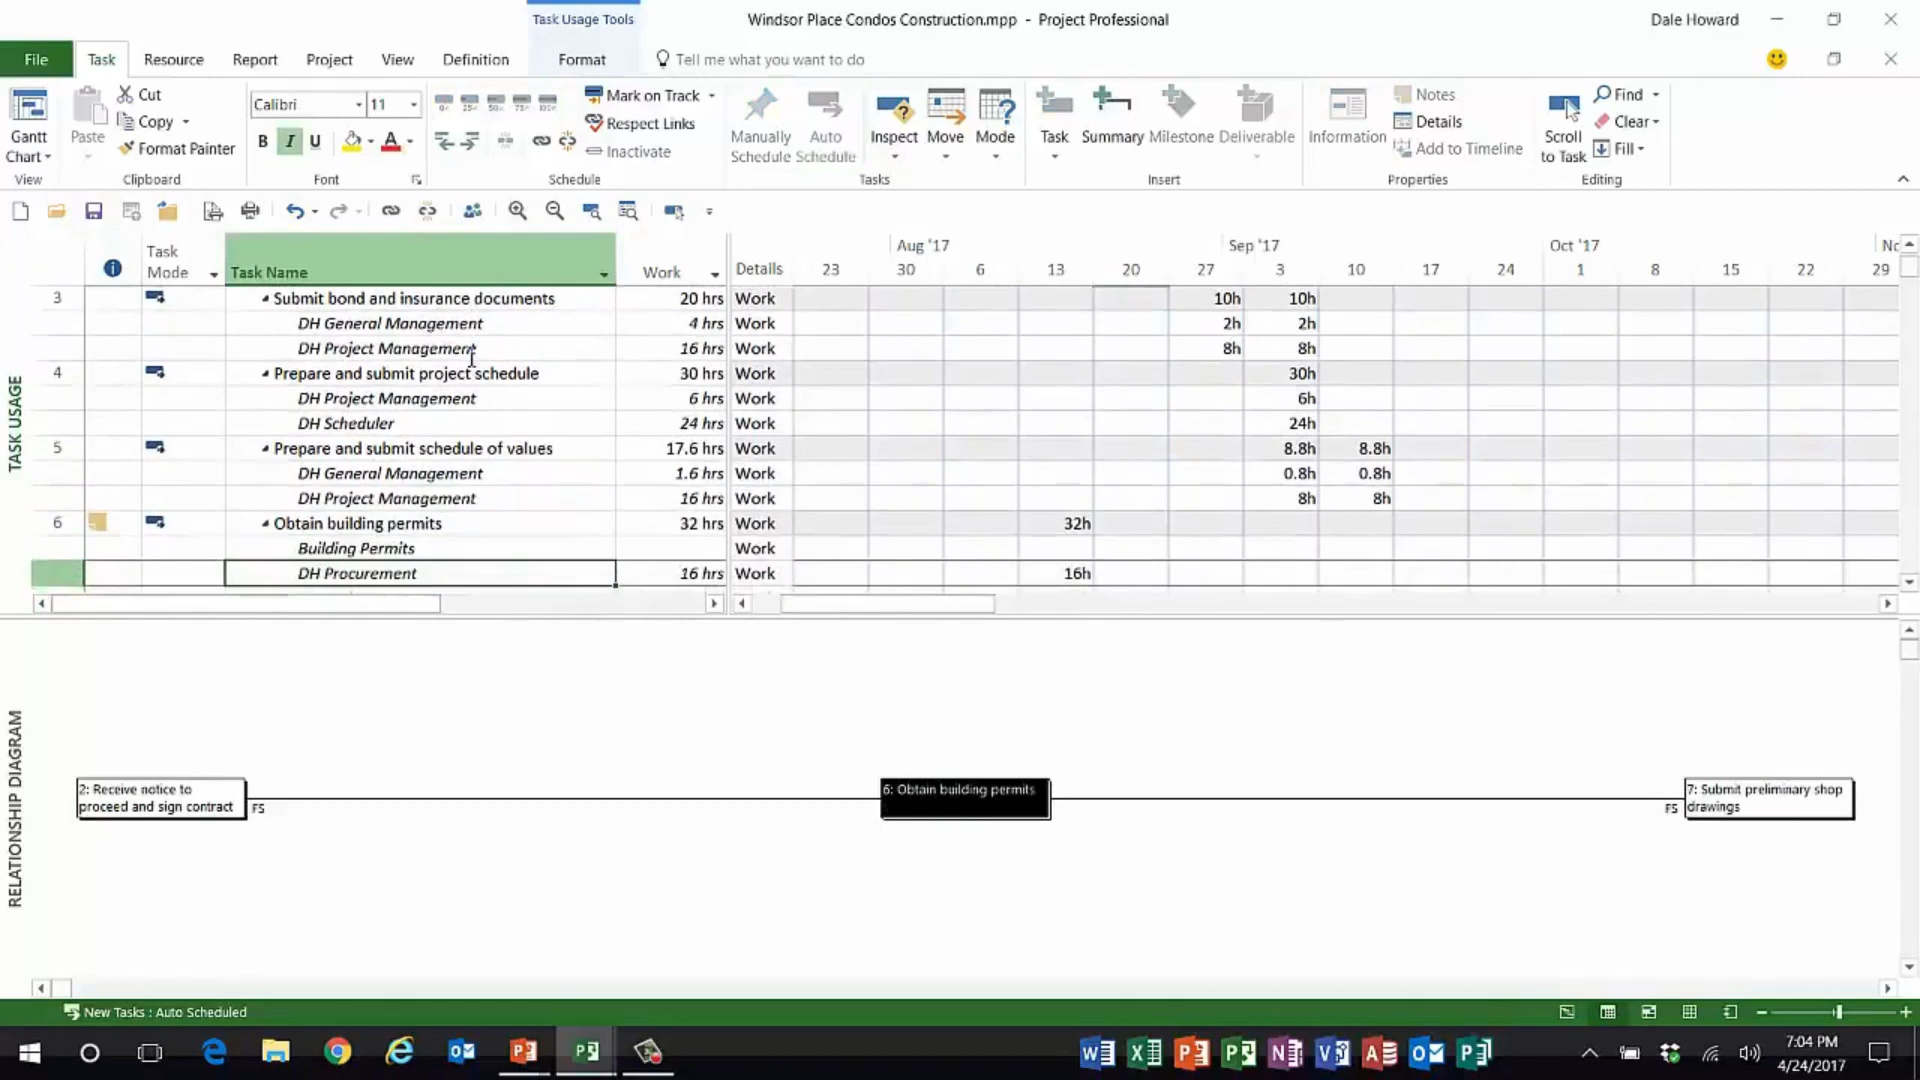 Task Usage Tools
Windsor Place Condos Construction.mpp - Project Professional
Dale Howard
File Task Resource Report Project View Definition Format Tell me what you want to do
Gantt Chart
View
Paste
Cut
Copy
Format Painter
Clipboard
Calibri 11
B I U A
Font
0% 25% 50% 75% 100%
Mark on Track
Respect Links
Inactivate
Schedule
Manually Schedule
Auto Schedule
Inspect
Move
Mode
Tasks
Task
Summary
Milestone
Deliverable
Insert
Information
Notes
Details
Add to Timeline
Properties
Scroll to Task
Find
Clear
Fill
Editing
Task Mode Task Name Work Details
Aug '17 Sep '17 Oct '17
23 30 6 13 20 27 3 10 17 24 1 8 15 22 29
3 Submit bond and insurance documents 20 hrs Work 10h 10h
DH General Management 4 hrs Work 2h 2h
DH Project Management 16 hrs Work 8h 8h
4 Prepare and submit project schedule 30 hrs Work 30h
DH Project Management 6 hrs Work 6h
DH Scheduler 24 hrs Work 24h
5 Prepare and submit schedule of values 17.6 hrs Work 8.8h 8.8h
DH General Management 1.6 hrs Work 0.8h 0.8h
DH Project Management 16 hrs Work 8h 8h
6 Obtain building permits 32 hrs Work 32h
Building Permits Work
DH Procurement 16 hrs Work 16h
TASK USAGE
RELATIONSHIP DIAGRAM
2: Receive notice to
proceed and sign contract
FS
6: Obtain building permits
FS
7: Submit preliminary shop
drawings
New Tasks : Auto Scheduled
7:04 PM
4/24/2017